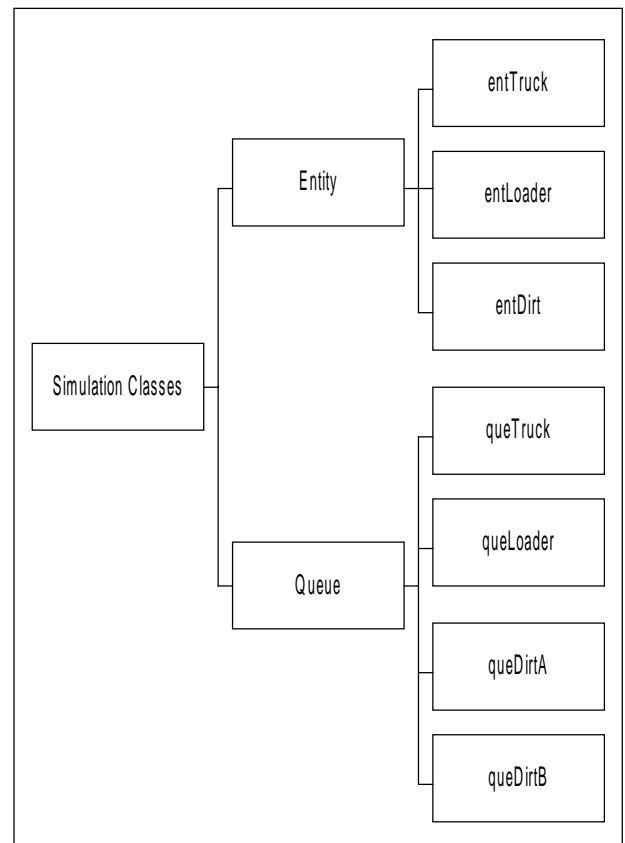 Simulation Classes
Entity
entTruck
entLoader
entDirt
Queue
queTruck
queLoader
queDirtA
queDirtB